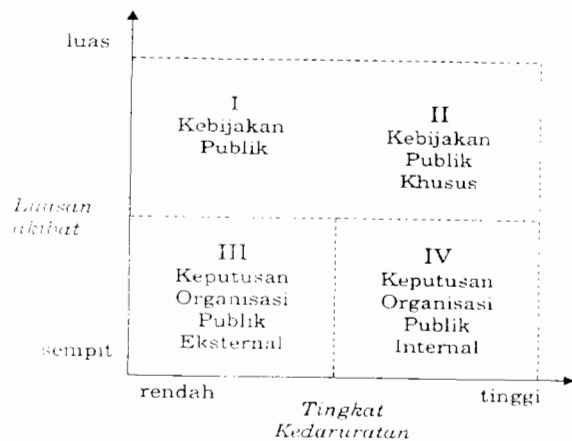 luas
I
Kebijakan
Publik
II
Kebijakan
Publik
Khusus
Luasan
akibat
III
Keputusan
Organisasi
Publik
Eksternal
IV
Keputusan
Organisasi
Publik
Internal
sempit
rendah
tinggi
Tingkat
Kedaruratan